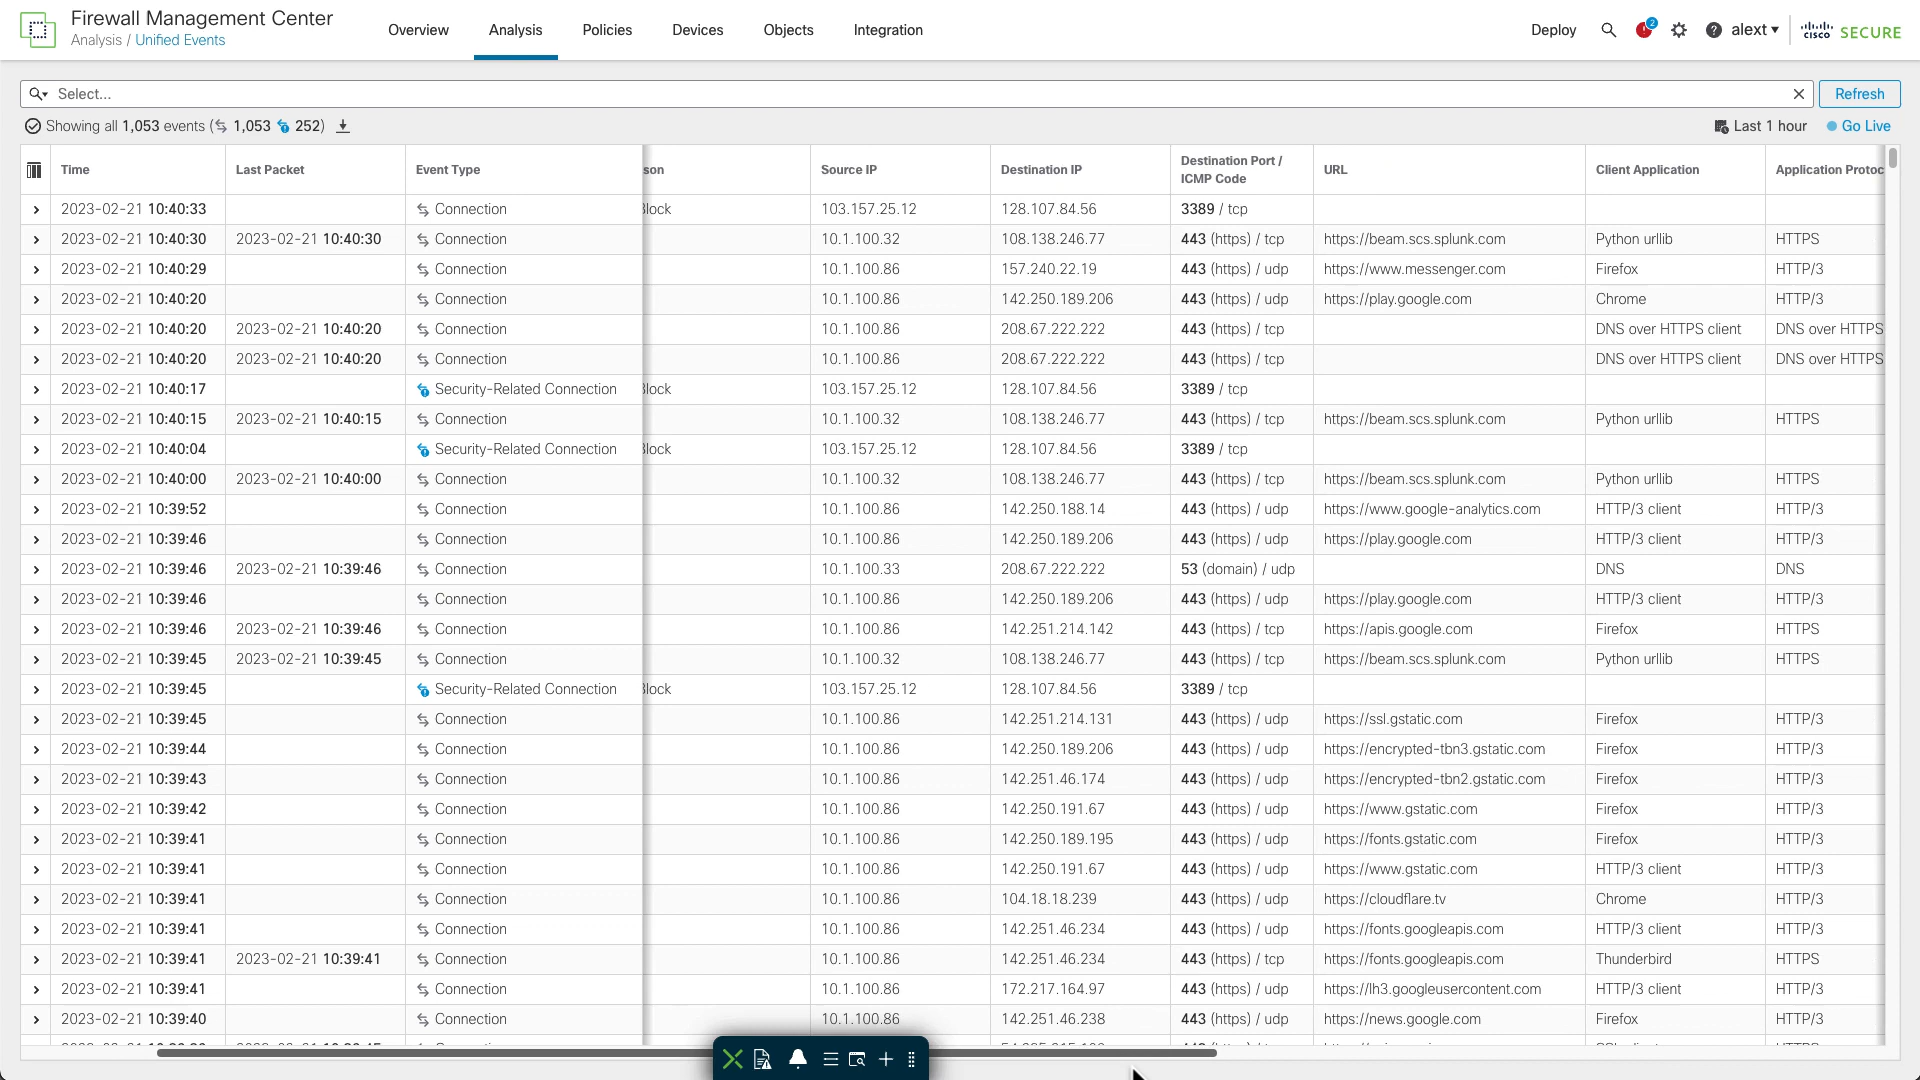 Firewall Management Center
Analysis / Unified Events
Overview Analysis Policies Devices Objects Integration
Deploy 2 alext
CISCO SECURE
Select... Refresh
Showing all 1,053 events ( 1,053 252)
Last 1 hour Go Live
Time Last Packet Event Type son Source IP Destination IP Destination Port / ICMP Code URL Client Application Application Protoc
2023-02-21 10:40:33 Connection Block 103.157.25.12 128.107.84.56 3389 / tcp
2023-02-21 10:40:30 2023-02-21 10:40:30 Connection 10.1.100.32 108.138.246.77 443 (https) / tcp https://beam.scs.splunk.com Python urllib HTTPS
2023-02-21 10:40:29 Connection 10.1.100.86 157.240.22.19 443 (https) / udp https://www.messenger.com Firefox HTTP/3
2023-02-21 10:40:20 Connection 10.1.100.86 142.250.189.206 443 (https) / udp https://play.google.com Chrome HTTP/3
2023-02-21 10:40:20 2023-02-21 10:40:20 Connection 10.1.100.86 208.67.222.222 443 (https) / tcp DNS over HTTPS client DNS over HTTPS
2023-02-21 10:40:20 2023-02-21 10:40:20 Connection 10.1.100.86 208.67.222.222 443 (https) / tcp DNS over HTTPS client DNS over HTTPS
2023-02-21 10:40:17 Security-Related Connection Block 103.157.25.12 128.107.84.56 3389 / tcp
2023-02-21 10:40:15 2023-02-21 10:40:15 Connection 10.1.100.32 108.138.246.77 443 (https) / tcp https://beam.scs.splunk.com Python urllib HTTPS
2023-02-21 10:40:04 Security-Related Connection Block 103.157.25.12 128.107.84.56 3389 / tcp
2023-02-21 10:40:00 2023-02-21 10:40:00 Connection 10.1.100.32 108.138.246.77 443 (https) / tcp https://beam.scs.splunk.com Python urllib HTTPS
2023-02-21 10:39:52 Connection 10.1.100.86 142.250.188.14 443 (https) / udp https://www.google-analytics.com HTTP/3 client HTTP/3
2023-02-21 10:39:46 Connection 10.1.100.86 142.250.189.206 443 (https) / udp https://play.google.com HTTP/3 client HTTP/3
2023-02-21 10:39:46 2023-02-21 10:39:46 Connection 10.1.100.33 208.67.222.222 53 (domain) / udp DNS DNS
2023-02-21 10:39:46 Connection 10.1.100.86 142.250.189.206 443 (https) / udp https://play.google.com HTTP/3 client HTTP/3
2023-02-21 10:39:46 2023-02-21 10:39:46 Connection 10.1.100.86 142.251.214.142 443 (https) / tcp https://apis.google.com Firefox HTTPS
2023-02-21 10:39:45 2023-02-21 10:39:45 Connection 10.1.100.32 108.138.246.77 443 (https) / tcp https://beam.scs.splunk.com Python urllib HTTPS
2023-02-21 10:39:45 Security-Related Connection Block 103.157.25.12 128.107.84.56 3389 / tcp
2023-02-21 10:39:45 Connection 10.1.100.86 142.251.214.131 443 (https) / udp https://ssl.gstatic.com Firefox HTTP/3
2023-02-21 10:39:44 Connection 10.1.100.86 142.250.189.206 443 (https) / udp https://encrypted-tbn3.gstatic.com Firefox HTTP/3
2023-02-21 10:39:43 Connection 10.1.100.86 142.251.46.174 443 (https) / udp https://encrypted-tbn2.gstatic.com Firefox HTTP/3
2023-02-21 10:39:42 Connection 10.1.100.86 142.250.191.67 443 (https) / udp https://www.gstatic.com Firefox HTTP/3
2023-02-21 10:39:41 Connection 10.1.100.86 142.250.189.195 443 (https) / udp https://fonts.gstatic.com Firefox HTTP/3
2023-02-21 10:39:41 Connection 10.1.100.86 142.250.191.67 443 (https) / udp https://www.gstatic.com HTTP/3 client HTTP/3
2023-02-21 10:39:41 Connection 10.1.100.86 104.18.18.239 443 (https) / udp https://cloudflare.tv Chrome HTTP/3
2023-02-21 10:39:41 Connection 10.1.100.86 142.251.46.234 443 (https) / udp https://fonts.googleapis.com HTTP/3 client HTTP/3
2023-02-21 10:39:41 2023-02-21 10:39:41 Connection 10.1.100.86 142.251.46.234 443 (https) / tcp https://fonts.googleapis.com Thunderbird HTTPS
2023-02-21 10:39:41 Connection 10.1.100.86 172.217.164.97 443 (https) / udp https://lh3.googleusercontent.com HTTP/3 client HTTP/3
2023-02-21 10:39:40 Connection 10.1.100.86 142.251.46.238 443 (https) / udp https://news.google.com Firefox HTTP/3